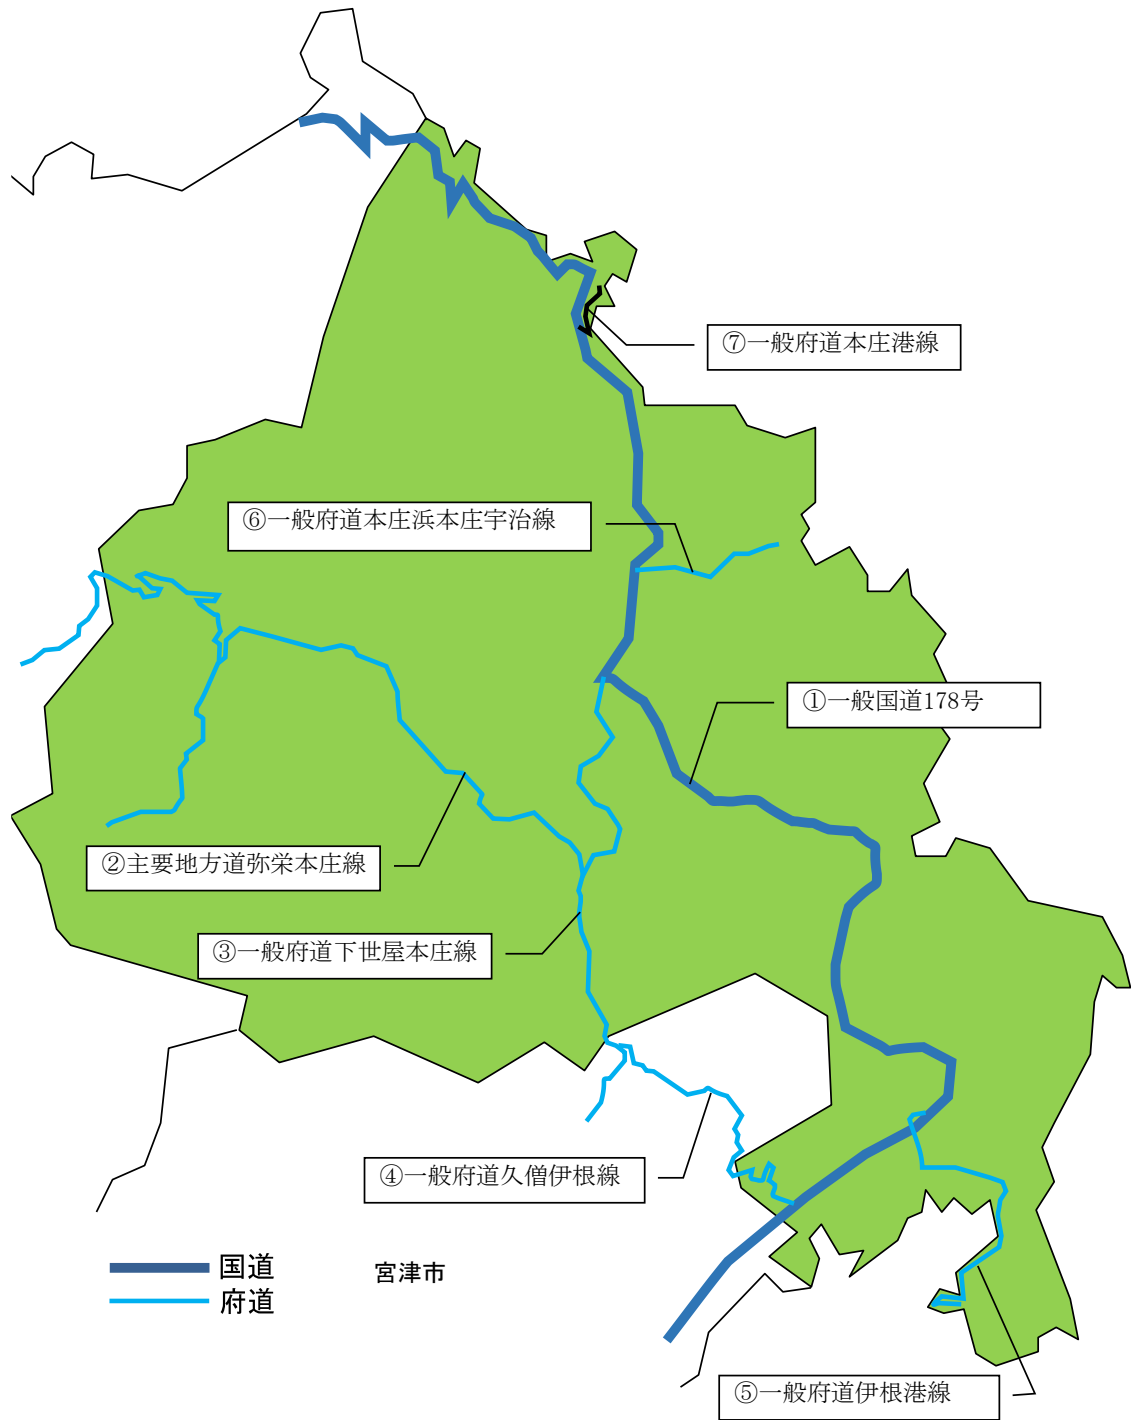 ⑦一般府道本庄港線
⑥一般府道本庄浜本庄宇治線
①一般国道178号
②主要地方道弥栄本庄線
③一般府道下世屋本庄線
④一般府道久僧伊根線
国道
府道
宮津市
⑤一般府道伊根港線